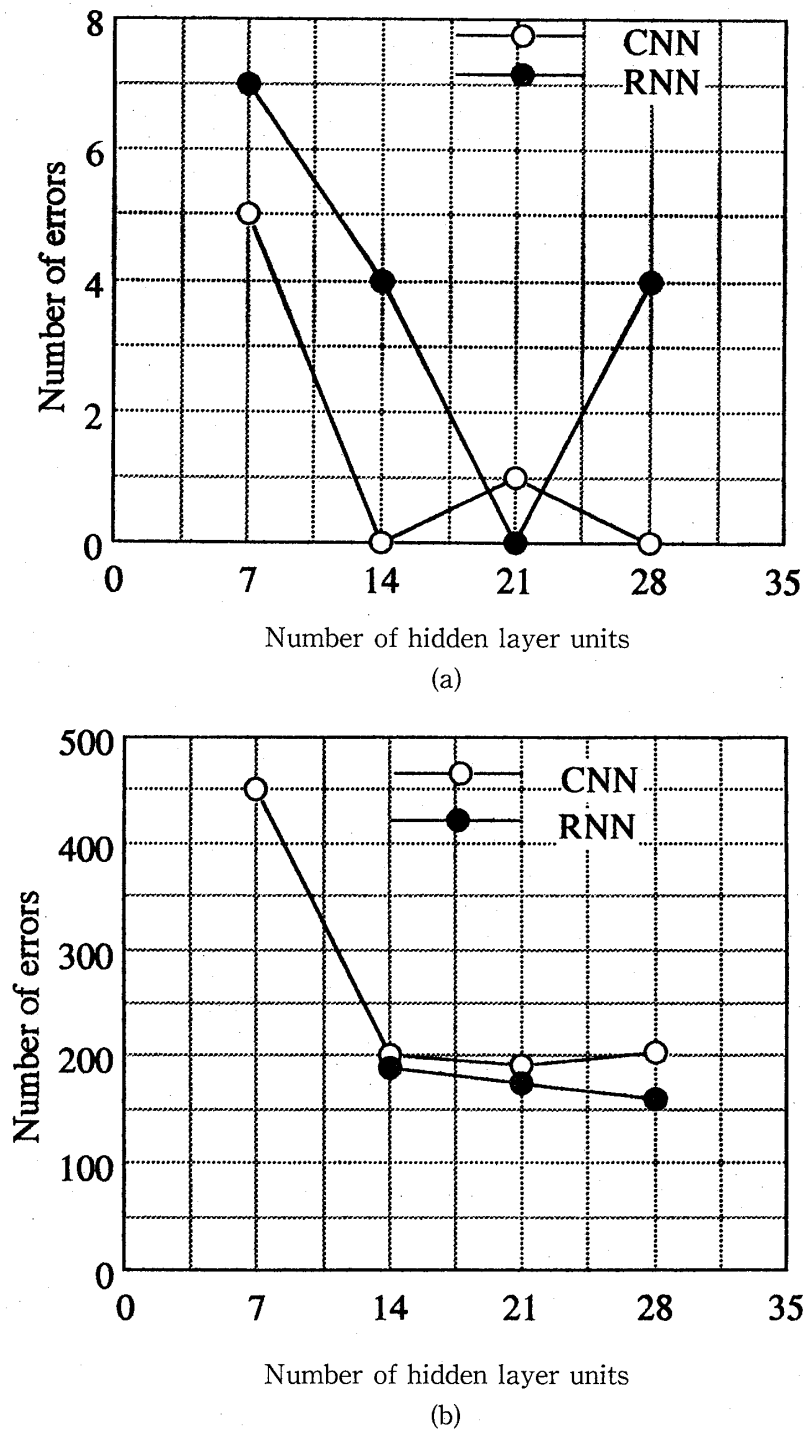 8
CNN
RNN
6
4
2
0
Number of errors
0 7 14 21 28 35
Number of hidden layer units
(a)
500
CNN
RNN
400
300
200
100
0
Number of errors
0 7 14 21 28 35
Number of hidden layer units
(b)